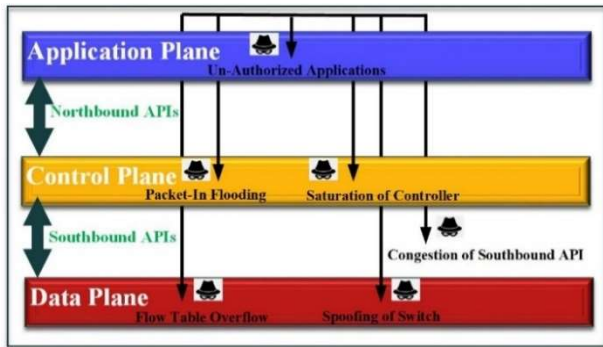 Application Plane
Un-Authorized Applications
Northbound APIs
Control Plane
Packet-In Flooding
Saturation of Controller
Southbound APIs
Congestion of Southbound API
Data Plane
Flow Table Overflow
Spoofing of Switch